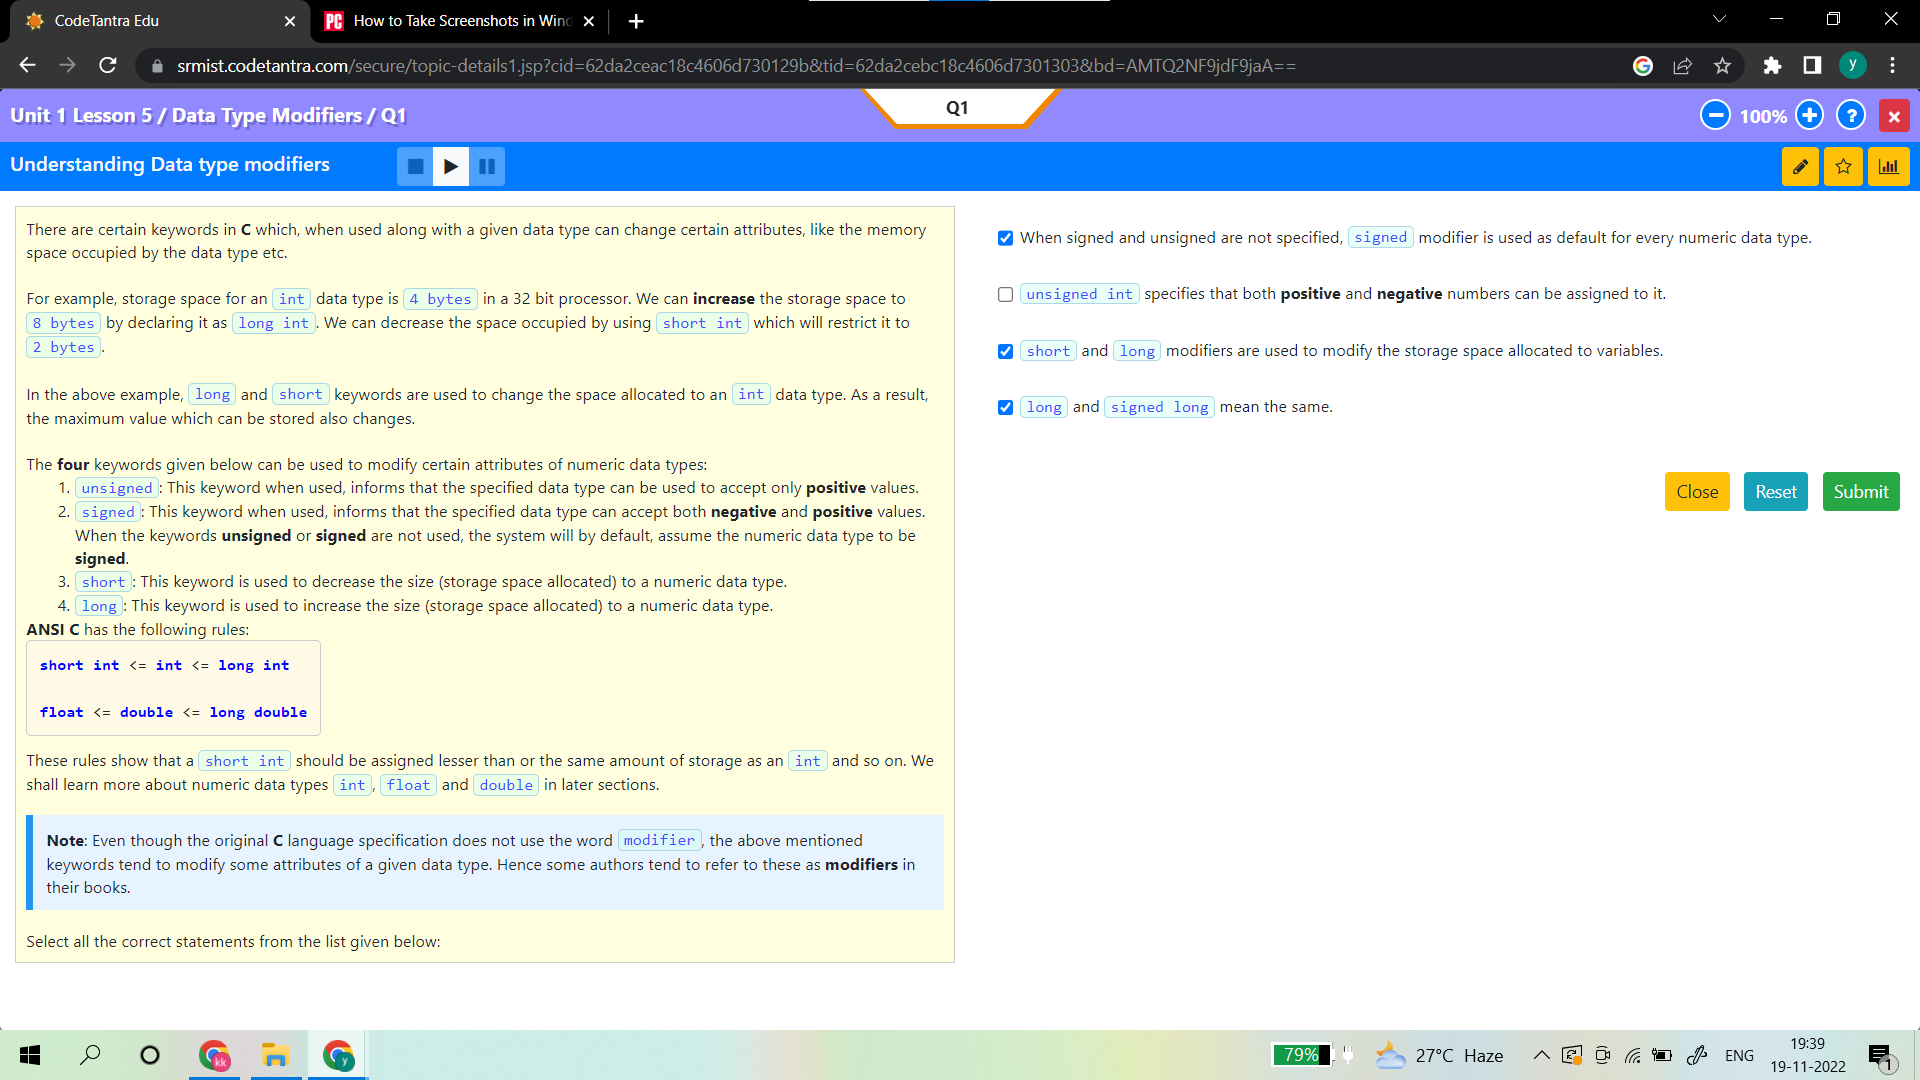 CodeTantra Edu
PC How to Take Screenshots in Wind
srmist.codetantra.com/secure/topic-details1.jsp?cid=62da2ceac18c4606d730129b&tid=62da2cebc18c4606d7301303&bd=AMTQ2NF9jdF9jaA==
y
Unit 1 Lesson 5 / Data Type Modifiers / Q1
Q1
100%
?
Understanding Data type modifiers
There are certain keywords in C which, when used along with a given data type can change certain attributes, like the memory
space occupied by the data type etc.
For example, storage space for an int data type is 4 bytes in a 32 bit processor. We can increase the storage space to
8 bytes by declaring it as long int. We can decrease the space occupied by using short int which will restrict it to
2 bytes.
In the above example, long and short keywords are used to change the space allocated to an int data type. As a result,
the maximum value which can be stored also changes.
The four keywords given below can be used to modify certain attributes of numeric data types:
1. unsigned: This keyword when used, informs that the specified data type can be used to accept only positive values.
2. signed: This keyword when used, informs that the specified data type can accept both negative and positive values.
When the keywords unsigned or signed are not used, the system will by default, assume the numeric data type to be
signed.
3. short: This keyword is used to decrease the size (storage space allocated) to a numeric data type.
4. long: This keyword is used to increase the size (storage space allocated) to a numeric data type.
ANSI C has the following rules:
short int <= int <= long int
float <= double <= long double
These rules show that a short int should be assigned lesser than or the same amount of storage as an int and so on. We
shall learn more about numeric data types int, float and double in later sections.
Note: Even though the original C language specification does not use the word modifier, the above mentioned
keywords tend to modify some attributes of a given data type. Hence some authors tend to refer to these as modifiers in
their books.
Select all the correct statements from the list given below:
When signed and unsigned are not specified, signed modifier is used as default for every numeric data type.
unsigned int specifies that both positive and negative numbers can be assigned to it.
short and long modifiers are used to modify the storage space allocated to variables.
long and signed long mean the same.
Close Reset Submit
kk
y
79%
27°C Haze
ENG
19:39
19-11-2022
1